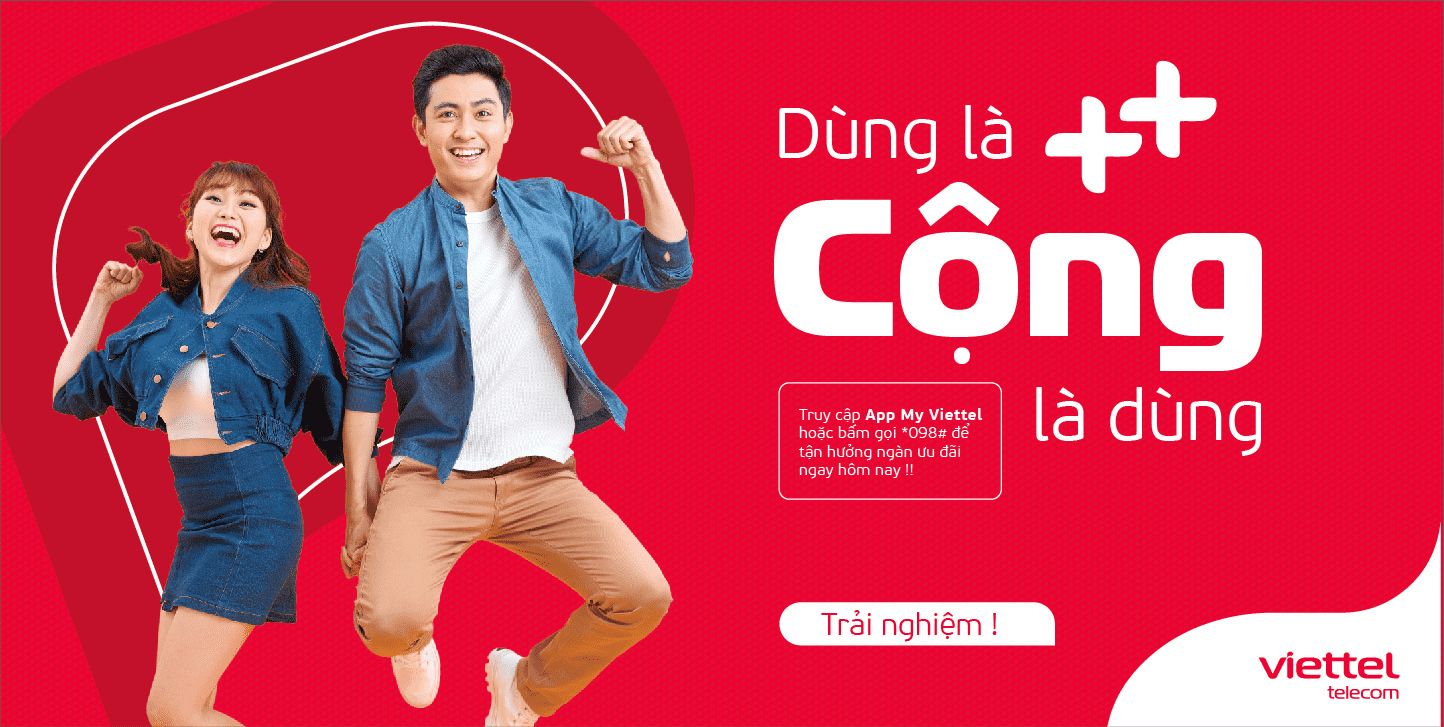 Dùng là ++
Cộng
là dùng
Truy cập App My Viettel
hoặc bấm gọi *098# để
tận hưởng ngàn ưu đãi
ngay hôm nay !!
Trải nghiệm !
viettel
telecom